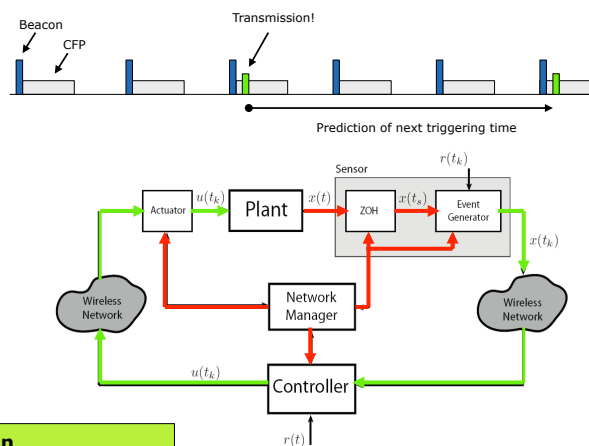 Transmission!
Beacon
CFP
Prediction of next triggering time
Sensor
r(t_k)
u(t_k)
x(t)
x(t_s)
Actuator
Plant
ZOH
Event
Generator
x(t_k)
Wireless
Network
Network
Manager
Wireless
Network
u(t_k)
Controller
r(t)